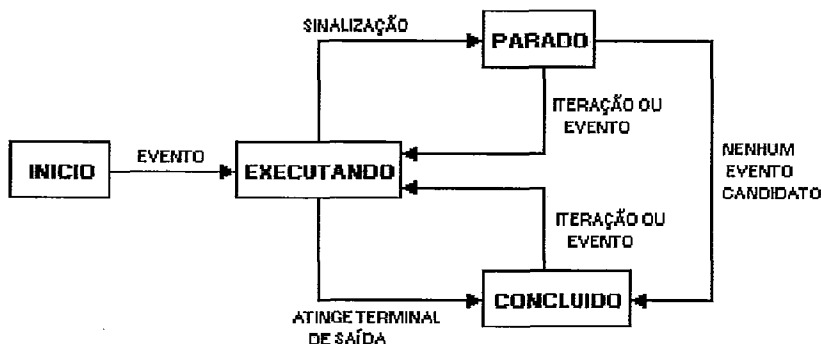 SINALIZAÇÃO
PARADO
ITERAÇÃO OU
EVENTO
INICIO
EVENTO
EXECUTANDO
NENHUM
EVENTO
CANDIDATO
ITERAÇÃO OU
EVENTO
CONCLUIDO
ATINGE TERMINAL
DE SAÍDA